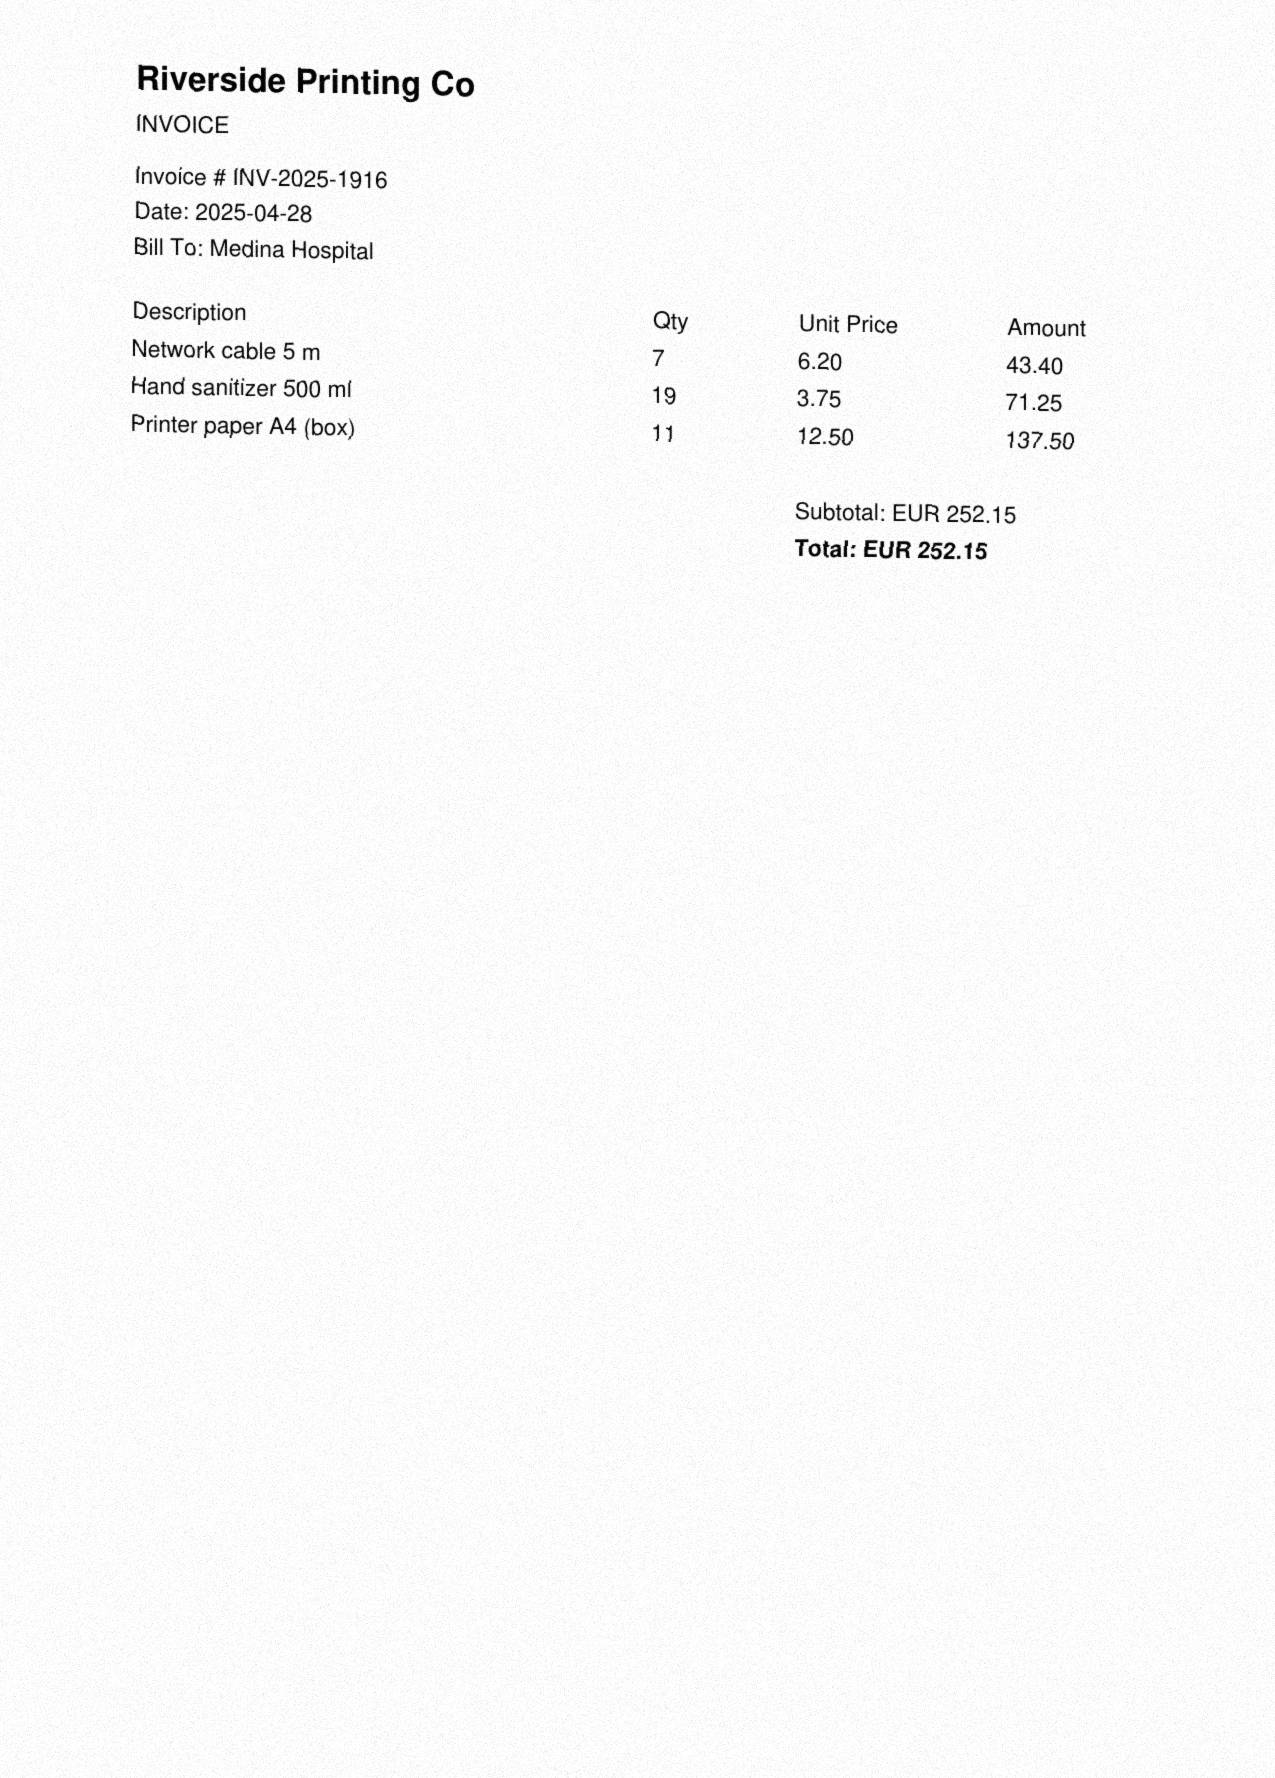 Riverside Printing Co
INVOICE
Invoice # INV-2025-1916
Date: 2025-04-28
Bill To: Medina Hospital
Description Qty Unit Price Amount
Network cable 5 m 7 6.20 43.40
Hand sanitizer 500 ml 19 3.75 71.25
Printer paper A4 (box) 11 12.50 137.50
Subtotal: EUR 252.15
Total: EUR 252.15